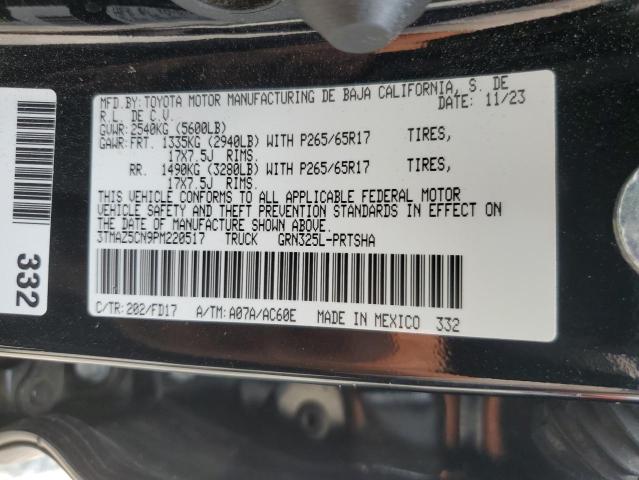 MFD.BY: TOYOTA MOTOR MANUFACTURING DE BAJA CALIFORNIA, S. DE
R.L. DE C.V. DATE: 11/23
GVWR: 2540KG (5600LB)
GAWR: FRT. 1335KG (2940LB) WITH P265/65R17 TIRES,
17X7.5J RIMS.
RR. 1490KG (3280LB) WITH P265/65R17 TIRES,
17X7.5J RIMS.
THIS VEHICLE CONFORMS TO ALL APPLICABLE FEDERAL MOTOR
VEHICLE SAFETY AND THEFT PREVENTION STANDARDS IN EFFECT ON
THE DATE OF MANUFACTURE SHOWN ABOVE.
3TMAZ5CN9PM220517 TRUCK GRN325L-PRTSHA
C/TR: 202/FD17 A/TM: A07A/AC60E MADE IN MEXICO 332
332